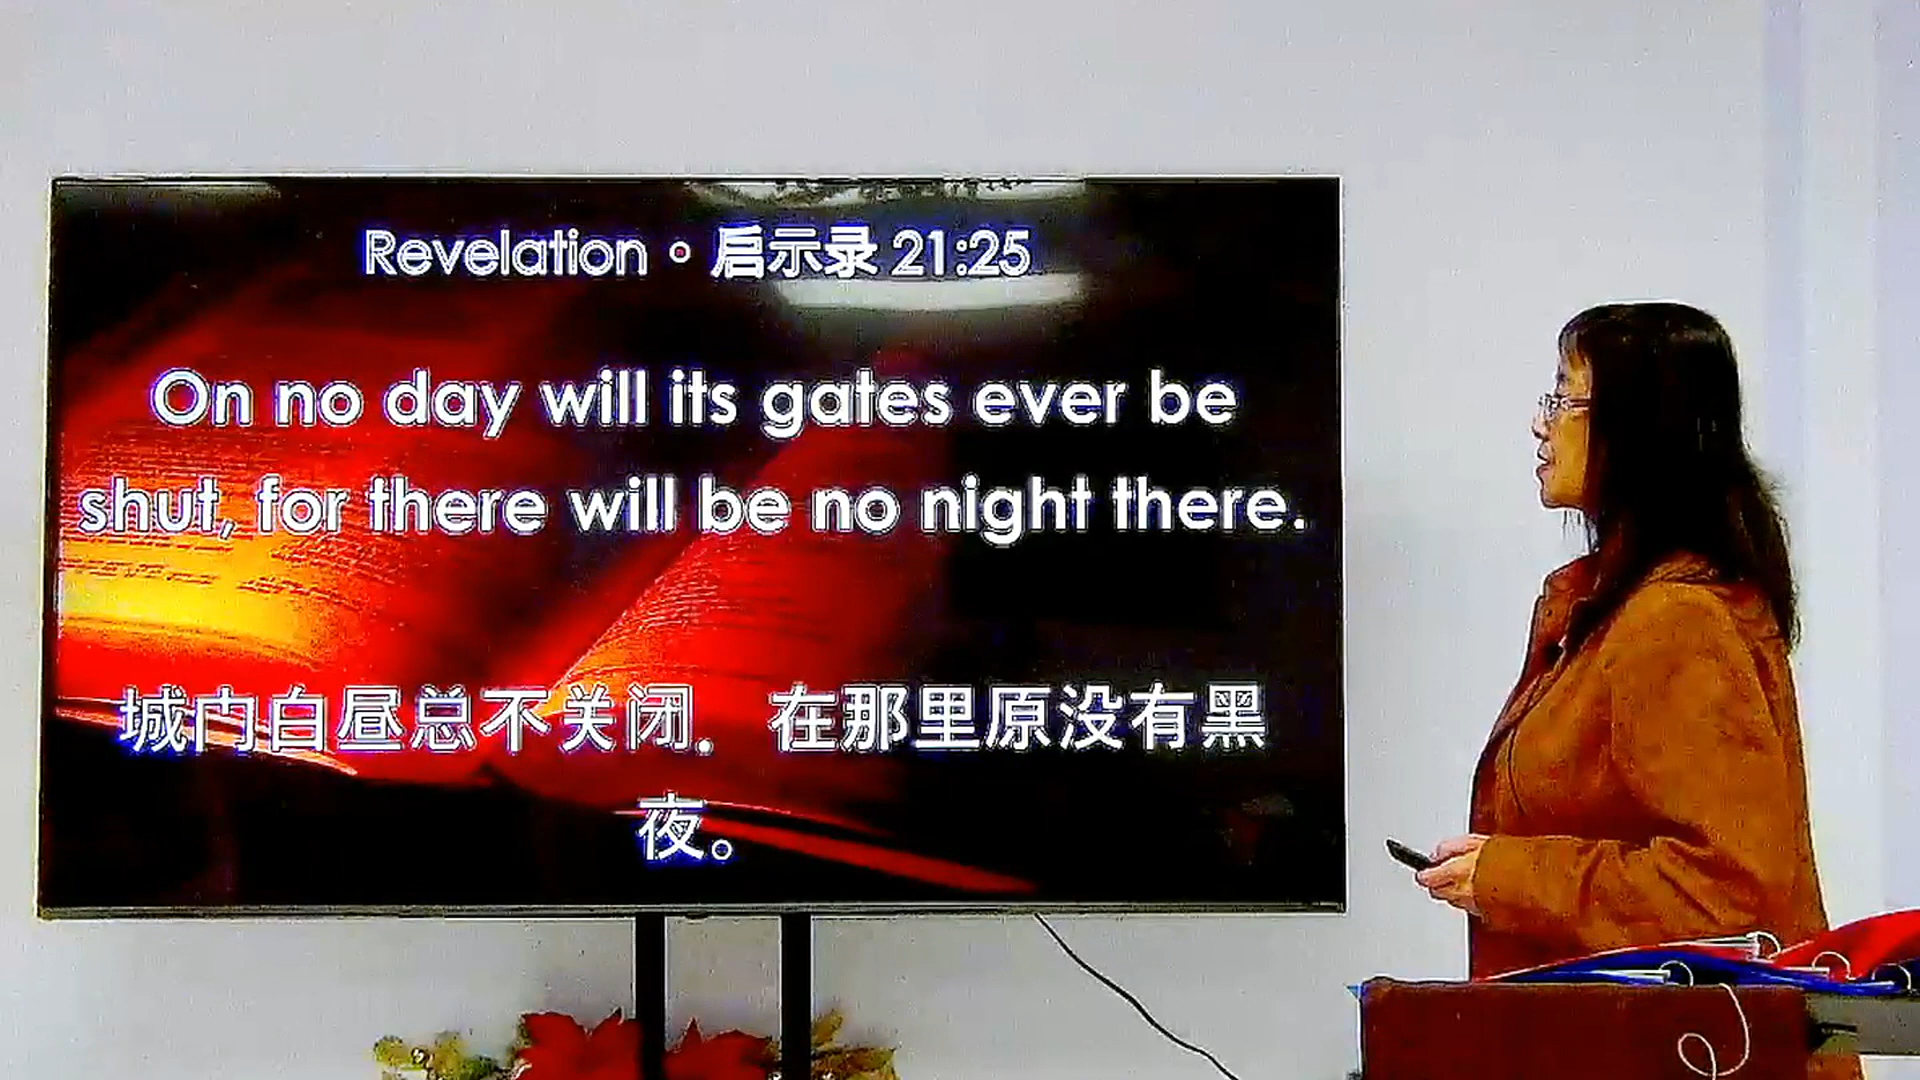 Revelation • 启示录 21:25
On no day will its gates ever be
shut, for there will be no night there.
城内白昼总不关闭． 在那里原没有黑
夜。